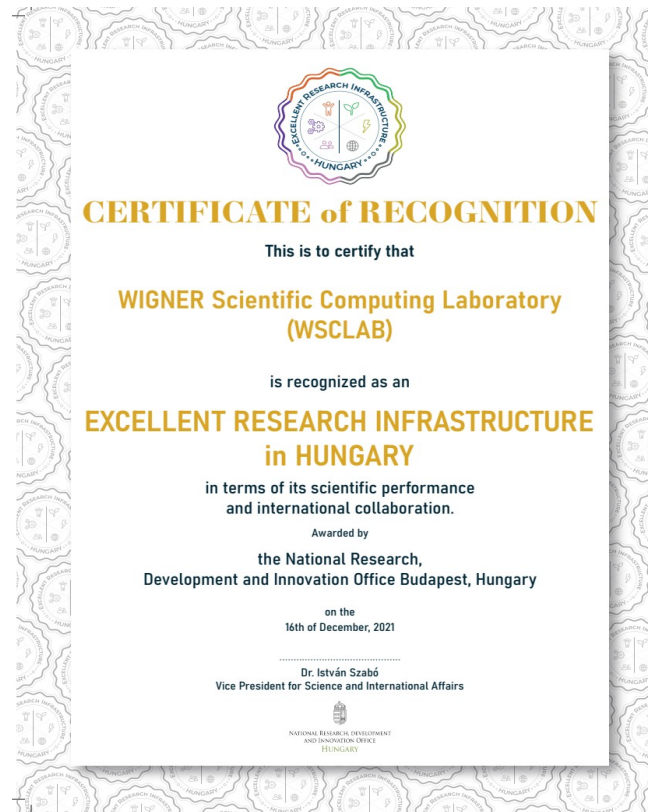 EXCELLENT RESEARCH INFRASTRUCTURE
HUNGARY
CERTIFICATE of RECOGNITION
This is to certify that
WIGNER Scientific Computing Laboratory
(WSCLAB)
is recognized as an
EXCELLENT RESEARCH INFRASTRUCTURE
in HUNGARY
in terms of its scientific performance
and international collaboration.
Awarded by
the National Research,
Development and Innovation Office Budapest, Hungary
on the
16th of December, 2021
Dr. István Szabó
Vice President for Science and International Affairs
NATIONAL RESEARCH, DEVELOPMENT
AND INNOVATION OFFICE
HUNGARY